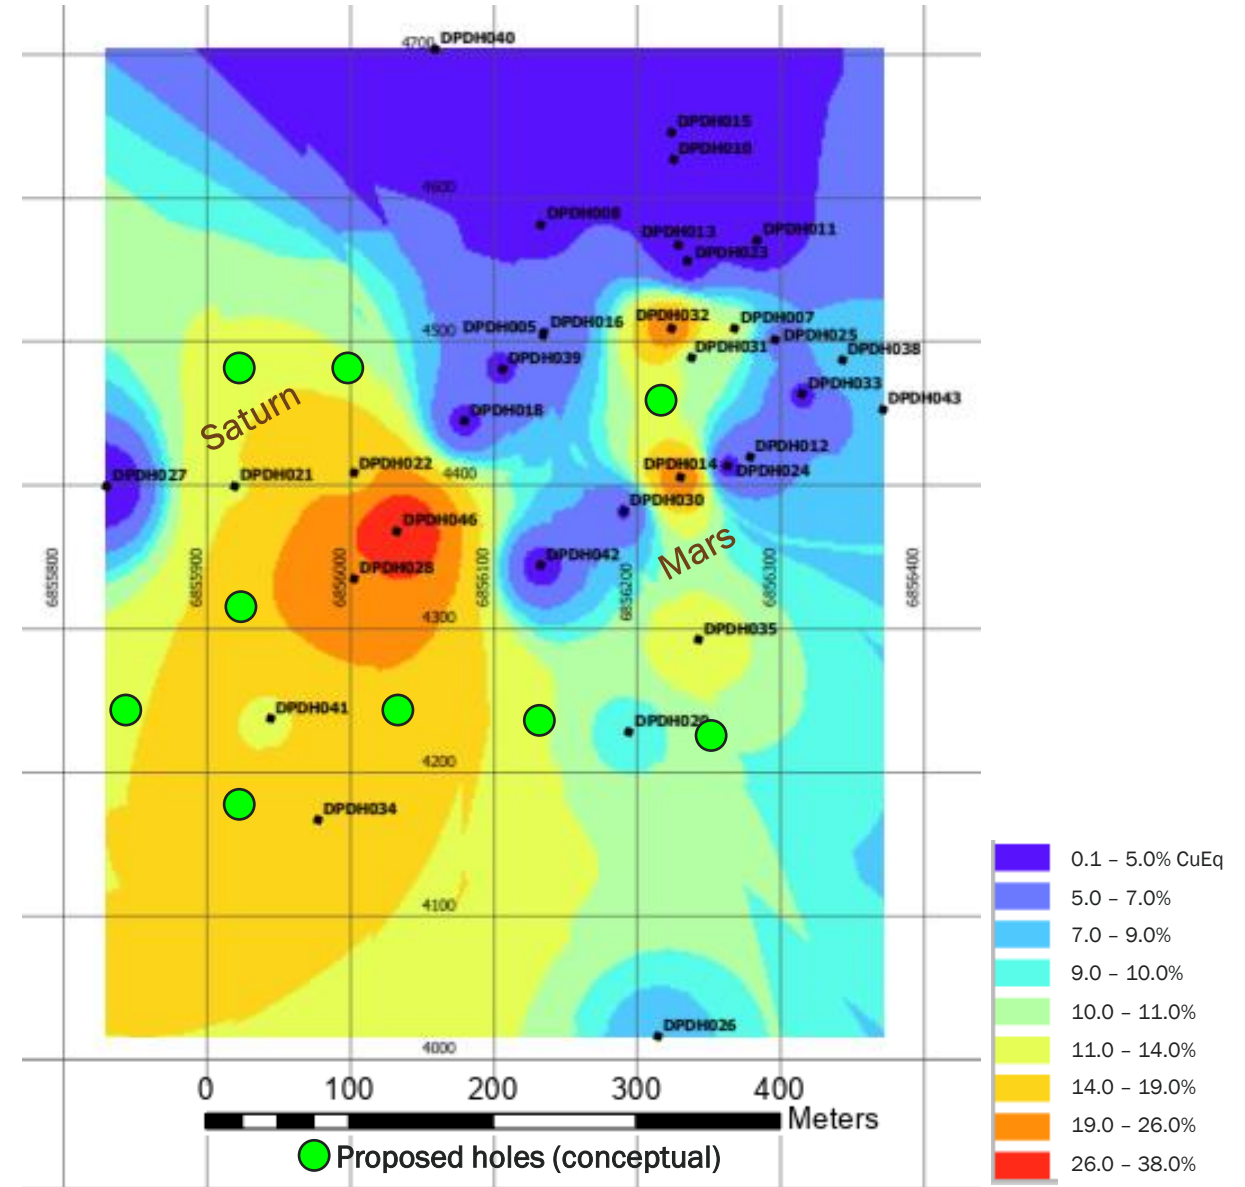 4700 DPDH040
DPDH015
DPDH010
4600
DPDH008
DPDH013
DPDH011
DPDH023
DPDH032
DPDH007
4500
DPDH005
DPDH016
DPDH025
DPDH031
DPDH038
DPDH039
DPDH033
DPDH043
Saturn
DPDH018
DPDH012
DPDH022
DPDH014
4400
DPDH024
DPDH027
DPDH021
DPDH030
DPDH046
Mars
DPDH042
6855800
6855900
6856000
6856100
6856200
6856300
6856400
DPDH028
4300
DPDH035
DPDH041
DPDH020
4200
DPDH034
4100
DPDH026
4000
0 100 200 300 400
Meters
Proposed holes (conceptual)
0.1 – 5.0% CuEq
5.0 – 7.0%
7.0 – 9.0%
9.0 – 10.0%
10.0 – 11.0%
11.0 – 14.0%
14.0 – 19.0%
19.0 – 26.0%
26.0 – 38.0%